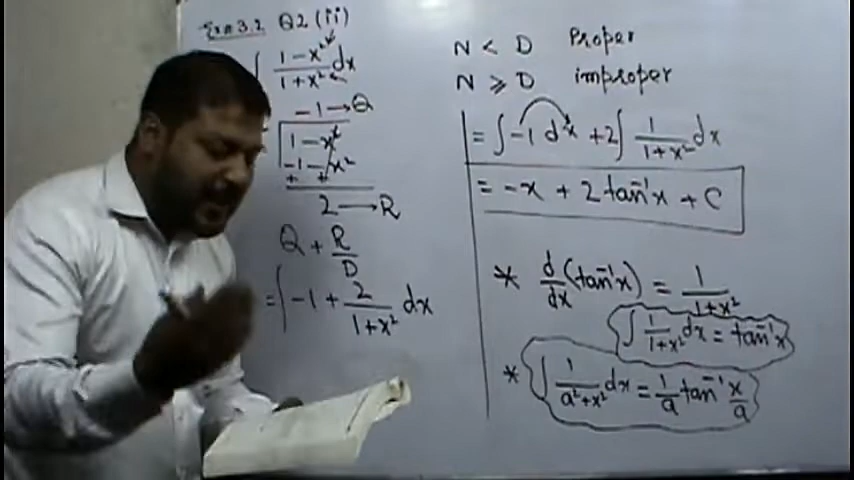 Ex# 3.2 Q2 (ii)
∫ 1-x² / 1+x² dx
-1 → Q
1-x²
-1-x²
+ +
2 → R
Q + R/D
= ∫ -1 + 2 / 1+x² dx
N < D Proper
N ⩾ D improper
= ∫ -1 dx + 2 ∫ 1 / 1+x² dx
= -x + 2 tan⁻¹x + C
* d/dx (tan⁻¹x) = 1 / 1+x²
∫ 1 / 1+x² dx = tan⁻¹x
* ∫ 1 / a²+x² dx = 1/a tan⁻¹ x/a